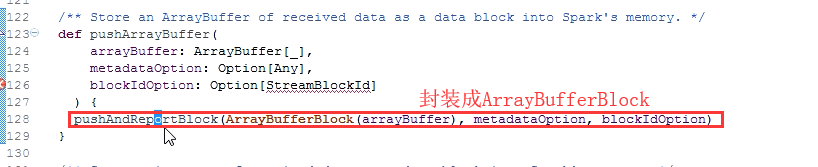 122 /** Store an ArrayBuffer of received data as a data block into Spark's memory. */
123 def pushArrayBuffer(
124 arrayBuffer: ArrayBuffer[_],
125 metadataOption: Option[Any],
126 blockIdOption: Option[StreamBlockId]
127 ) {
封装成ArrayBufferBlock
128 pushAndReportBlock(ArrayBufferBlock(arrayBuffer), metadataOption, blockIdOption)
129 }
130